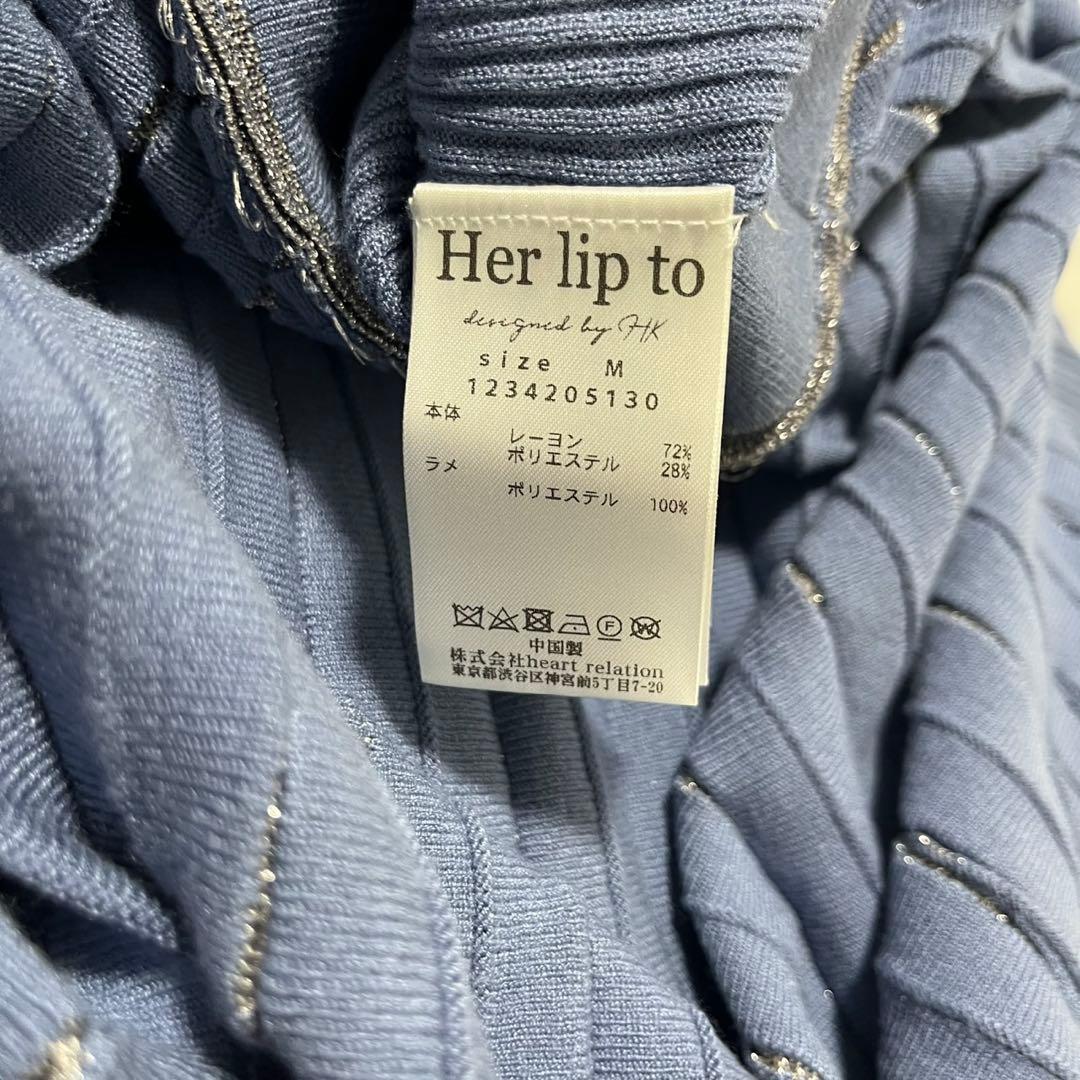 Her lip to
designed by HK
size M
1234205130
本体
レーヨン 72%
ポリエステル 28%
ラメ
ポリエステル 100%
F W
中国製
株式会社heart relation
東京都渋谷区神宮前5丁目7-20